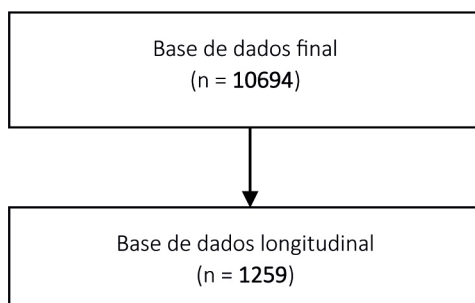 Base de dados final
(n = 10694)
Base de dados longitudinal
(n = 1259)